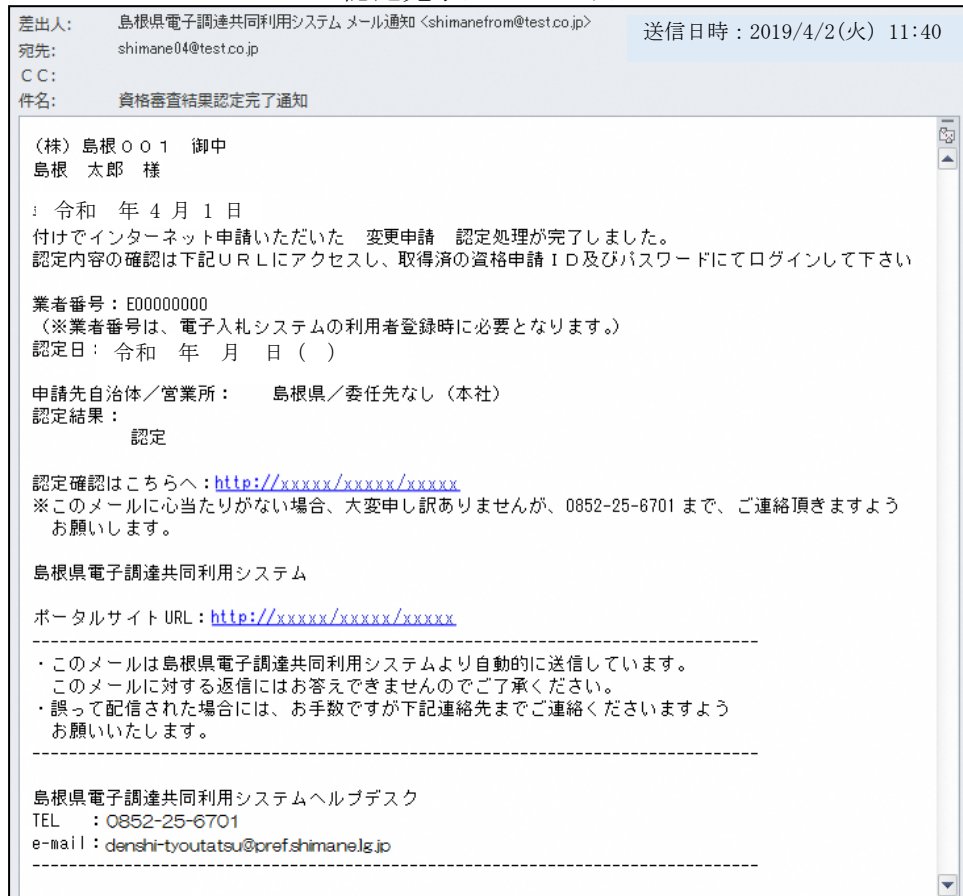 差出人: 島根県電子調達共同利用システム メール通知 <shimanefrom@test.co.jp>
送信日時：2019/4/2(火) 11:40
宛先: shimane04@test.co.jp
CC:
件名: 資格審査結果認定完了通知
（株）島根００１　御中
島根　太郎　様
令和　年 4 月 1 日
付けでインターネット申請いただいた　変更申請　認定処理が完了しました。
認定内容の確認は下記ＵＲＬにアクセスし、取得済の資格申請ＩＤ及びパスワードにてログインして下さい
業者番号：E00000000
（※業者番号は、電子入札システムの利用者登録時に必要となります。）
認定日： 令和　年　月　日（　）
申請先自治体／営業所：　　島根県／委任先なし（本社）
認定結果：
認定
認定確認はこちらへ：http://xxxxx/xxxxx/xxxxx
※このメールに心当たりがない場合、大変申し訳ありませんが、0852-25-6701 まで、ご連絡頂きますよう
お願いします。
島根県電子調達共同利用システム
ポータルサイト URL：http://xxxxx/xxxxx/xxxxx
--------------------------------------------------------------------------------
・このメールは島根県電子調達共同利用システムより自動的に送信しています。
このメールに対する返信にはお答えできませんのでご了承ください。
・誤って配信された場合には、お手数ですが下記連絡先までご連絡くださいますよう
お願いいたします。
--------------------------------------------------------------------------------
島根県電子調達共同利用システムヘルプデスク
TEL　：0852-25-6701
e-mail：denshi-tyoutatsu@pref.shimane.lg.jp
--------------------------------------------------------------------------------